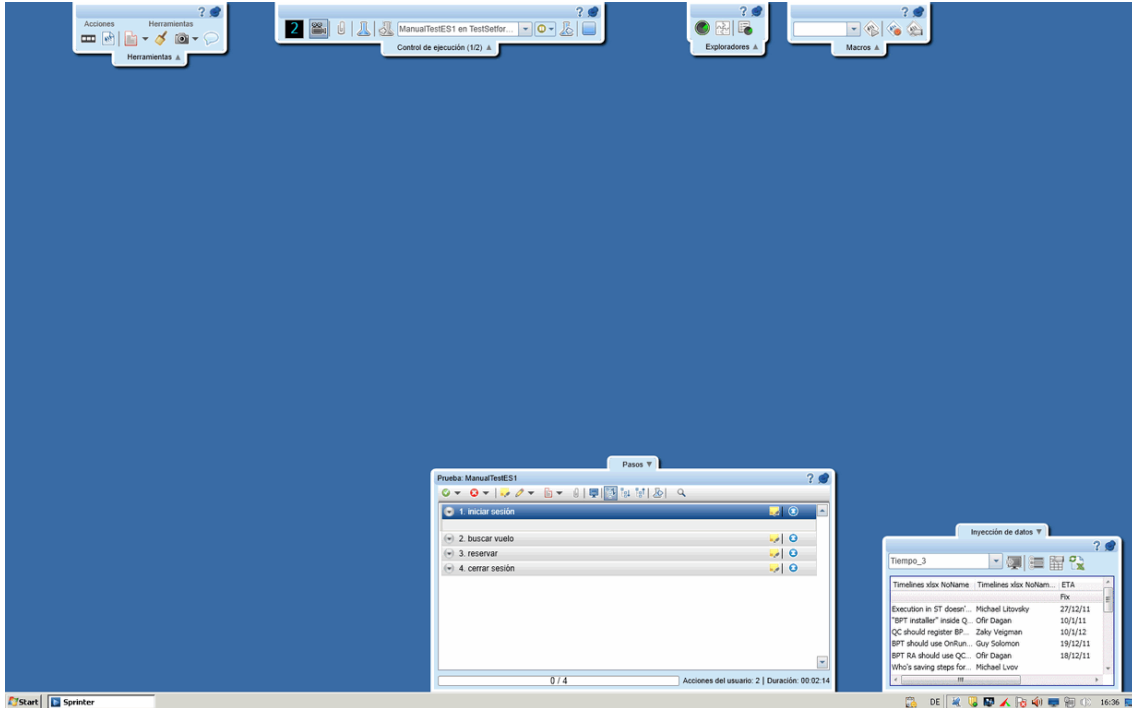 Acciones Herramientas
Herramientas
2 ManualTestES1 en TestSetfor...
Control de ejecución (1/2)
Exploradores
Macros
Pasos
Prueba: ManualTestES1
1. iniciar sesión
2. buscar vuelo
3. reservar
4. cerrar sesión
0 / 4 Acciones del usuario: 2 | Duración: 00:02:14
Inyección de datos
Tiempo_3
Timelines xlsx NoName Timelines xlsx NoNam... ETA
Fix
Execution in ST doesn'... Michael Litovsky 27/12/11
"BPT installer" inside Q... Ofir Dagan 10/1/11
QC should register BP... Zaky Veigman 10/1/12
BPT should use OnRun... Guy Solomon 19/12/11
BPT RA should use QC... Ofir Dagan 18/12/11
Who's saving steps for... Michael Lvov
Start Sprinter DE 16:36